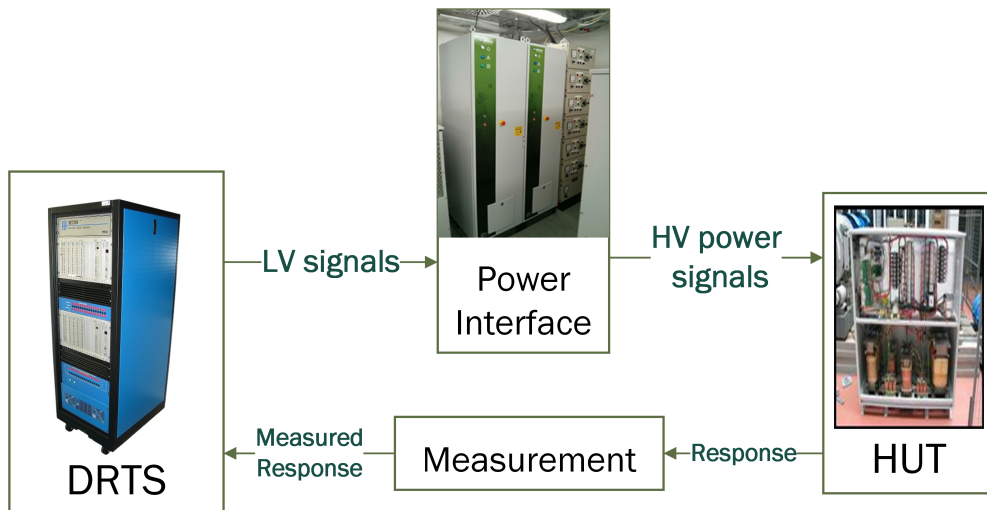 LV signals
Power
Interface
HV power
signals
DRTS
Measured
Response
Measurement
Response
HUT